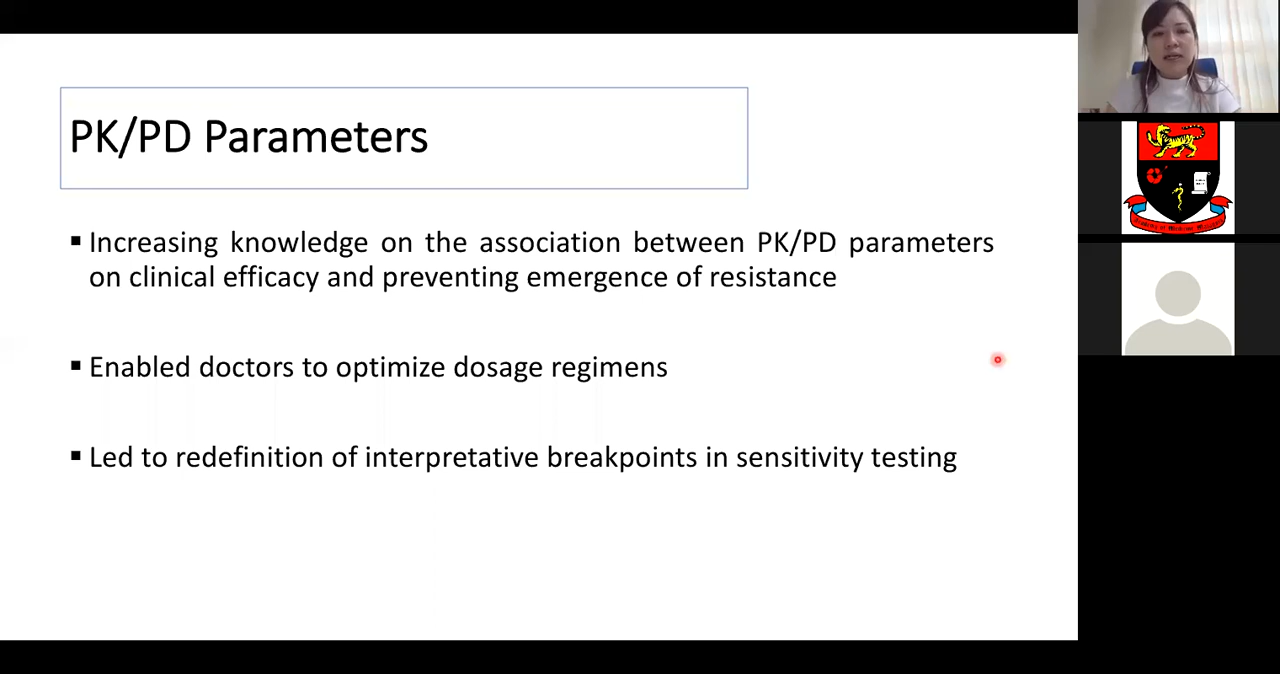 PK/PD Parameters
▪ Increasing knowledge on the association between PK/PD parameters
on clinical efficacy and preventing emergence of resistance
▪ Enabled doctors to optimize dosage regimens
▪ Led to redefinition of interpretative breakpoints in sensitivity testing